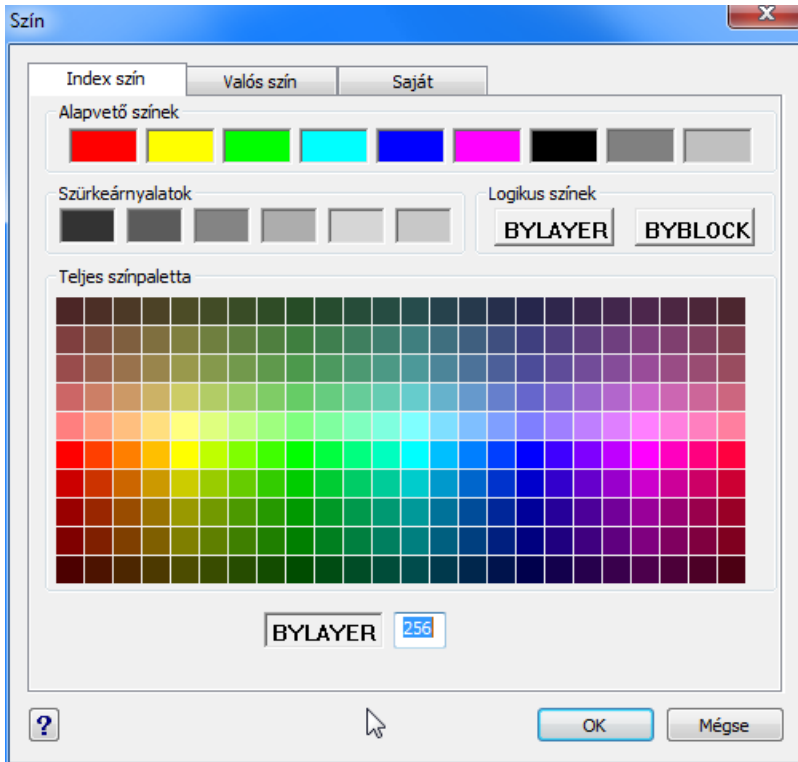 Szín
Index szín
Valós szín
Saját
Alapvető színek
Szürkeárnyalatok
Logikus színek
BYLAYER
BYBLOCK
Teljes színpaletta
BYLAYER
256
?
OK
Mégse